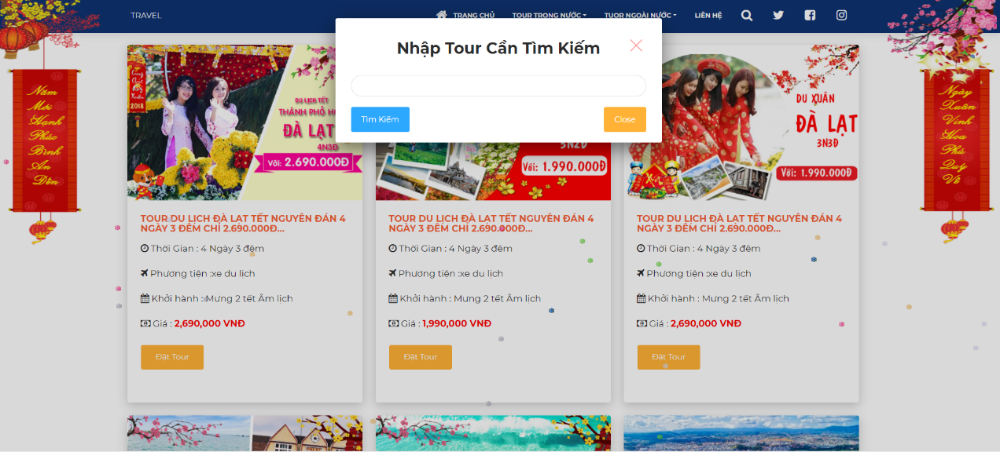 TRAVEL
TRANG CHỦ
TOUR TRONG NƯỚC
TUOR NGOÀI NƯỚC
LIÊN HỆ
Nhập Tour Cần Tìm Kiếm
Tìm Kiếm
Close
Năm
Mới
Hạnh
Phúc
Bình
An
Đến
Ngày
Xuân
Vinh
Hoa
Phú
Quý
Về
2018
DU LỊCH TẾT
THÀNH PHỐ
ĐÀ LẠT
4N3Đ
Với: 2.690.000Đ
3N2Đ
Với: 1.990.000Đ
DU XUÂN
ĐÀ LẠT
3N3Đ
Với: 1.990.000Đ
TOUR DU LỊCH ĐÀ LẠT TẾT NGUYÊN ĐÁN 4
NGÀY 3 ĐÊM CHỈ 2.690.000Đ...
Thời Gian : 4 Ngày 3 đêm
Phương tiện :xe du lịch
Khởi hành : Mưng 2 tết Âm lịch
Giá : 2,690,000 VNĐ
Đặt Tour
TOUR DU LỊCH ĐÀ LẠT TẾT NGUYÊN ĐÁN 4
NGÀY 3 ĐÊM CHỈ 2.690.000Đ...
Thời Gian : 4 Ngày 3 đêm
Phương tiện :xe du lịch
Khởi hành : Mưng 2 tết Âm lịch
Giá : 1,990,000 VNĐ
Đặt Tour
TOUR DU LỊCH ĐÀ LẠT TẾT NGUYÊN ĐÁN 4
NGÀY 3 ĐÊM CHỈ 2.690.000Đ...
Thời Gian : 4 Ngày 3 đêm
Phương tiện :xe du lịch
Khởi hành : Mưng 2 tết Âm lịch
Giá : 2,690,000 VNĐ
Đặt Tour